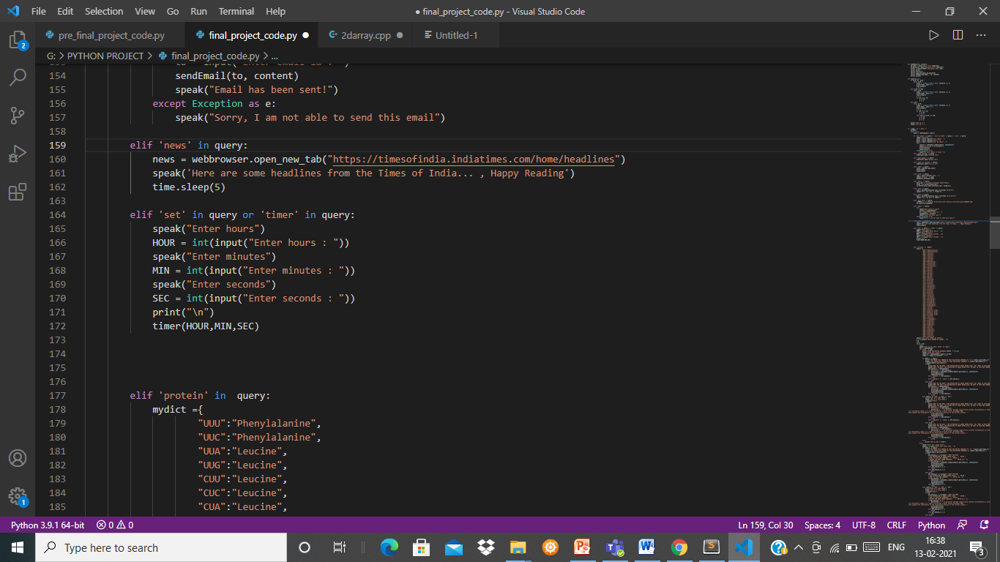 File Edit Selection View Go Run Terminal Help
● final_project_code.py - Visual Studio Code
pre_final_project_code.py
final_project_code.py
2darray.cpp
Untitled-1
G: > PYTHON PROJECT > final_project_code.py > ...
154 sendEmail(to, content)
155 speak("Email has been sent!")
156 except Exception as e:
157 speak("Sorry, I am not able to send this email")
158
159 elif 'news' in query:
160 news = webbrowser.open_new_tab("https://timesofindia.indiatimes.com/home/headlines")
161 speak('Here are some headlines from the Times of India... , Happy Reading')
162 time.sleep(5)
163
164 elif 'set' in query or 'timer' in query:
165 speak("Enter hours")
166 HOUR = int(input("Enter hours : "))
167 speak("Enter minutes")
168 MIN = int(input("Enter minutes : "))
169 speak("Enter seconds")
170 SEC = int(input("Enter seconds : "))
171 print("\n")
172 timer(HOUR,MIN,SEC)
173
174
175
176
177 elif 'protein' in  query:
178 mydict ={
179 "UUU":"Phenylalanine",
180 "UUC":"Phenylalanine",
181 "UUA":"Leucine",
182 "UUG":"Leucine",
183 "CUU":"Leucine",
184 "CUC":"Leucine",
185 "CUA":"Leucine",
2
1
Python 3.9.1 64-bit 0 0 Ln 159, Col 30 Spaces: 4 UTF-8 CRLF Python
Type here to search
ENG
16:38
13-02-2021
3